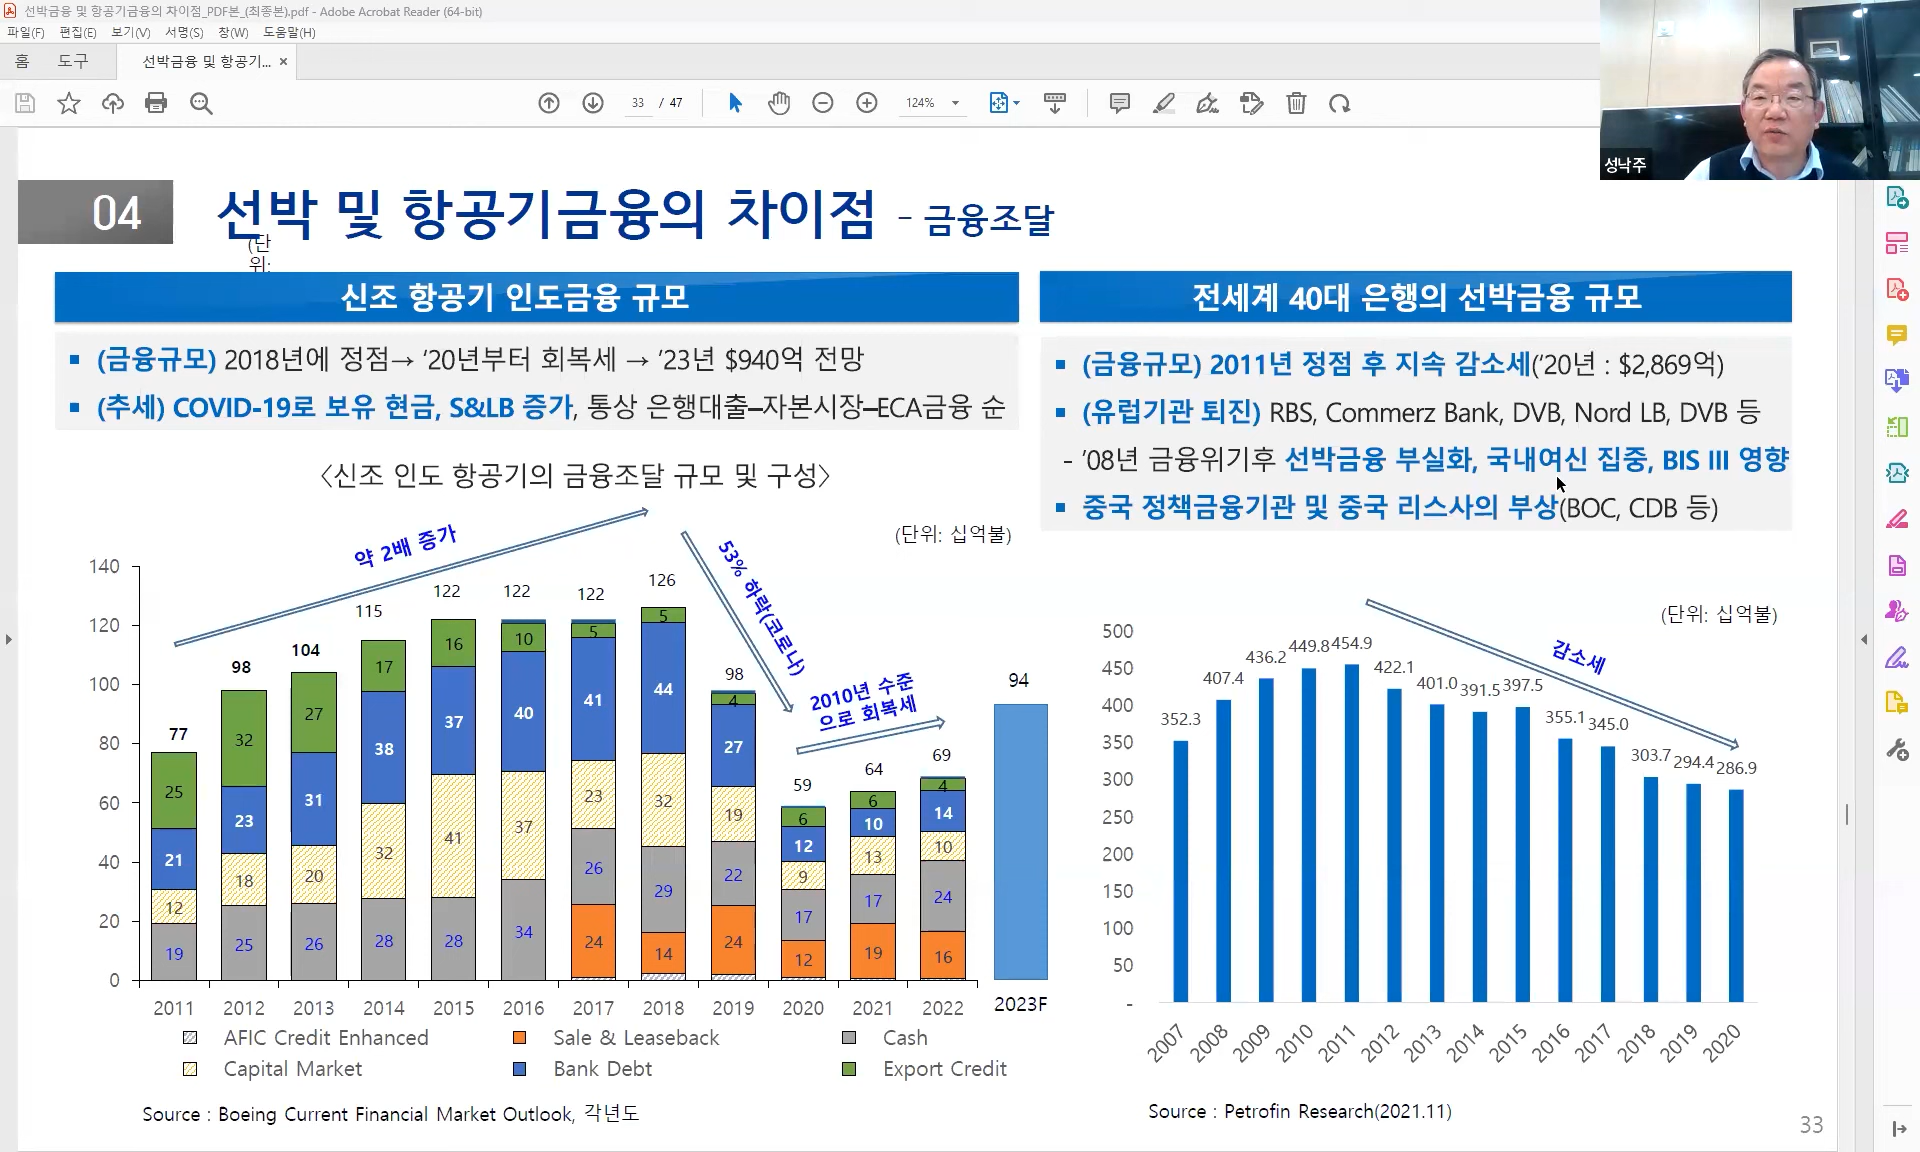 선박금융 및 항공기금융의 차이점_PDF본_(최종본).pdf - Adobe Acrobat Reader (64-bit)
파일(F) 편집(E) 보기(V) 서명(S) 창(W) 도움말(H)
홈 도구 선박금융 및 항공기... ×
33 / 47 124%
성낙주
04 선박 및 항공기금융의 차이점 - 금융조달
(단
위:
신조 항공기 인도금융 규모
(금융규모) 2018년에 정점→ ‘20년부터 회복세 → ’23년 $940억 전망
(추세) COVID-19로 보유 현금, S&LB 증가, 통상 은행대출–자본시장–ECA금융 순
〈신조 인도 항공기의 금융조달 규모 및 구성〉
(단위: 십억불)
약 2배 증가
53% 하락(코로나)
2010년 수준
으로 회복세
140
120
100
80
60
40
20
0
77 98 104 115 122 122 122 126 98 59 64 69 94
25 21 12 19
32 23 18 25
27 31 20 26
17 38 32 28
16 37 41 28
10 40 37 34
5 41 23 26 24
5 44 32 29 14
4 27 19 22 24
6 12 9 17 12
6 10 13 17 19
4 14 10 24 16
2011 2012 2013 2014 2015 2016 2017 2018 2019 2020 2021 2022 2023F
AFIC Credit Enhanced Sale & Leaseback Cash
Capital Market Bank Debt Export Credit
Source : Boeing Current Financial Market Outlook, 각년도
전세계 40대 은행의 선박금융 규모
(금융규모) 2011년 정점 후 지속 감소세(‘20년 : $2,869억)
(유럽기관 퇴진) RBS, Commerz Bank, DVB, Nord LB, DVB 등
- ’08년 금융위기후 선박금융 부실화, 국내여신 집중, BIS III 영향
중국 정책금융기관 및 중국 리스사의 부상(BOC, CDB 등)
(단위: 십억불)
감소세
500
450
400
350
300
250
200
150
100
50
-
352.3 407.4 436.2 449.8 454.9 422.1 401.0 391.5 397.5 355.1 345.0 303.7 294.4 286.9
2007 2008 2009 2010 2011 2012 2013 2014 2015 2016 2017 2018 2019 2020
Source : Petrofin Research(2021.11)
33